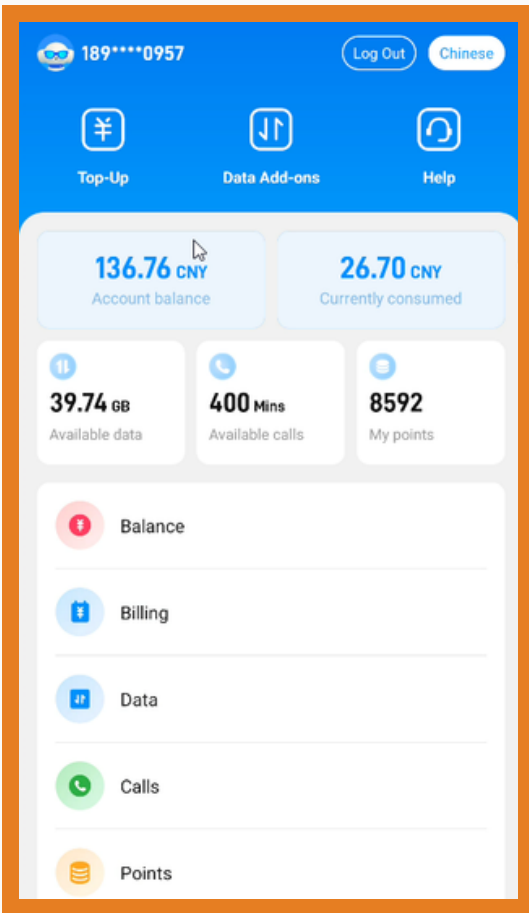 189****0957
Log Out
Chinese
Top-Up
Data Add-ons
Help
136.76 CNY
Account balance
26.70 CNY
Currently consumed
39.74 GB
Available data
400 Mins
Available calls
8592
My points
Balance
Billing
Data
Calls
Points